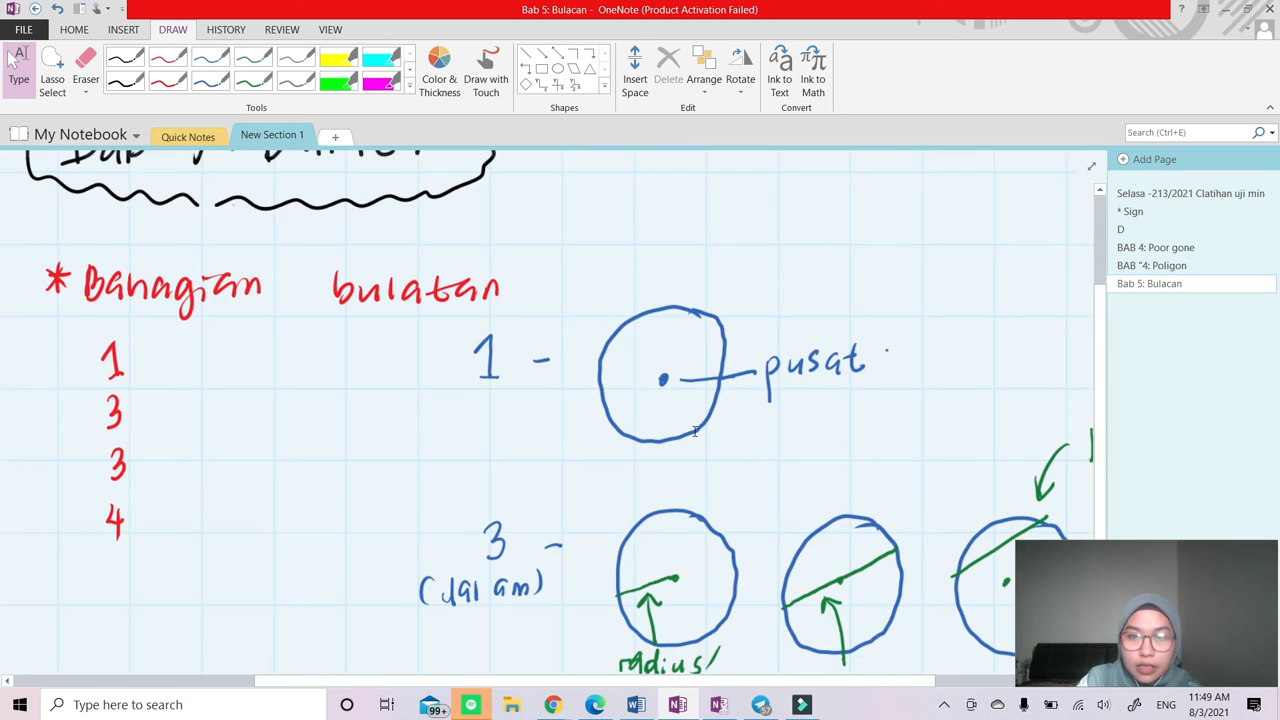 Bab 5: Bulacan - OneNote (Product Activation Failed)
FILE HOME INSERT DRAW HISTORY REVIEW VIEW
Type
Lasso Select
Eraser
Color & Thickness
Draw with Touch
Insert Space
Delete
Arrange
Rotate
Ink to Text
Ink to Math
Tools Shapes Edit Convert
My Notebook Quick Notes New Section 1
Search (Ctrl+E)
Add Page
Selasa -213/2021 Clatihan uji min
* Sign
D
BAB 4: Poor gone
BAB "4: Poligon
Bab 5: Bulacan
* Bahagian bulatan
1
3
3
4
1 - pusat
3 -
(dalam)
radius/
Type here to search
99+
57
ENG
11:49 AM
8/3/2021